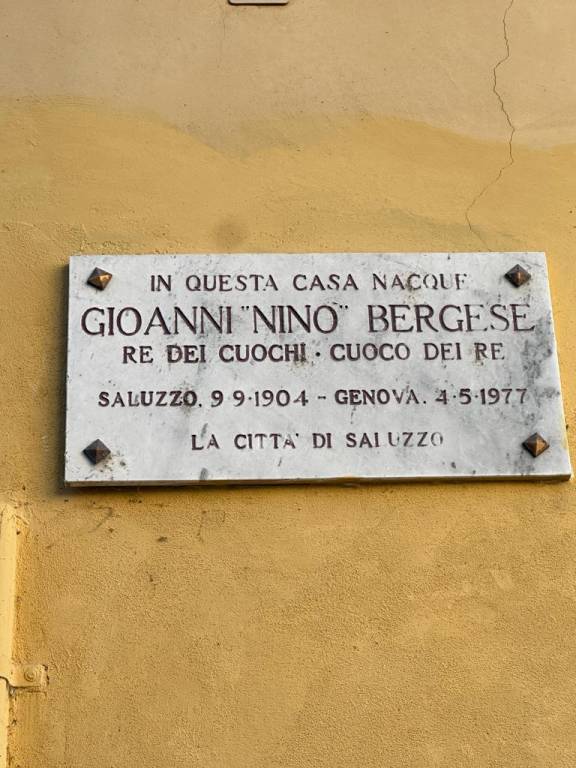 IN QUESTA CASA NACQUE
GIOANNI "NINO" BERGESE
RE DEI CUOCHI · CUOCO DEI RE
SALUZZO. 9·9·1904 - GENOVA. 4·5·1977
LA CITTA' DI SALUZZO